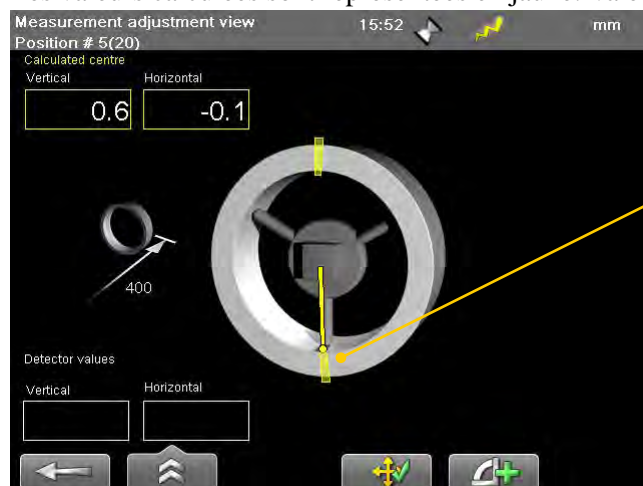 Measurement adjustment view 15:52 mm
Position # 5(20)
Calculated centre
Vertical Horizontal
0.6 -0.1
400
Detector values
Vertical Horizontal